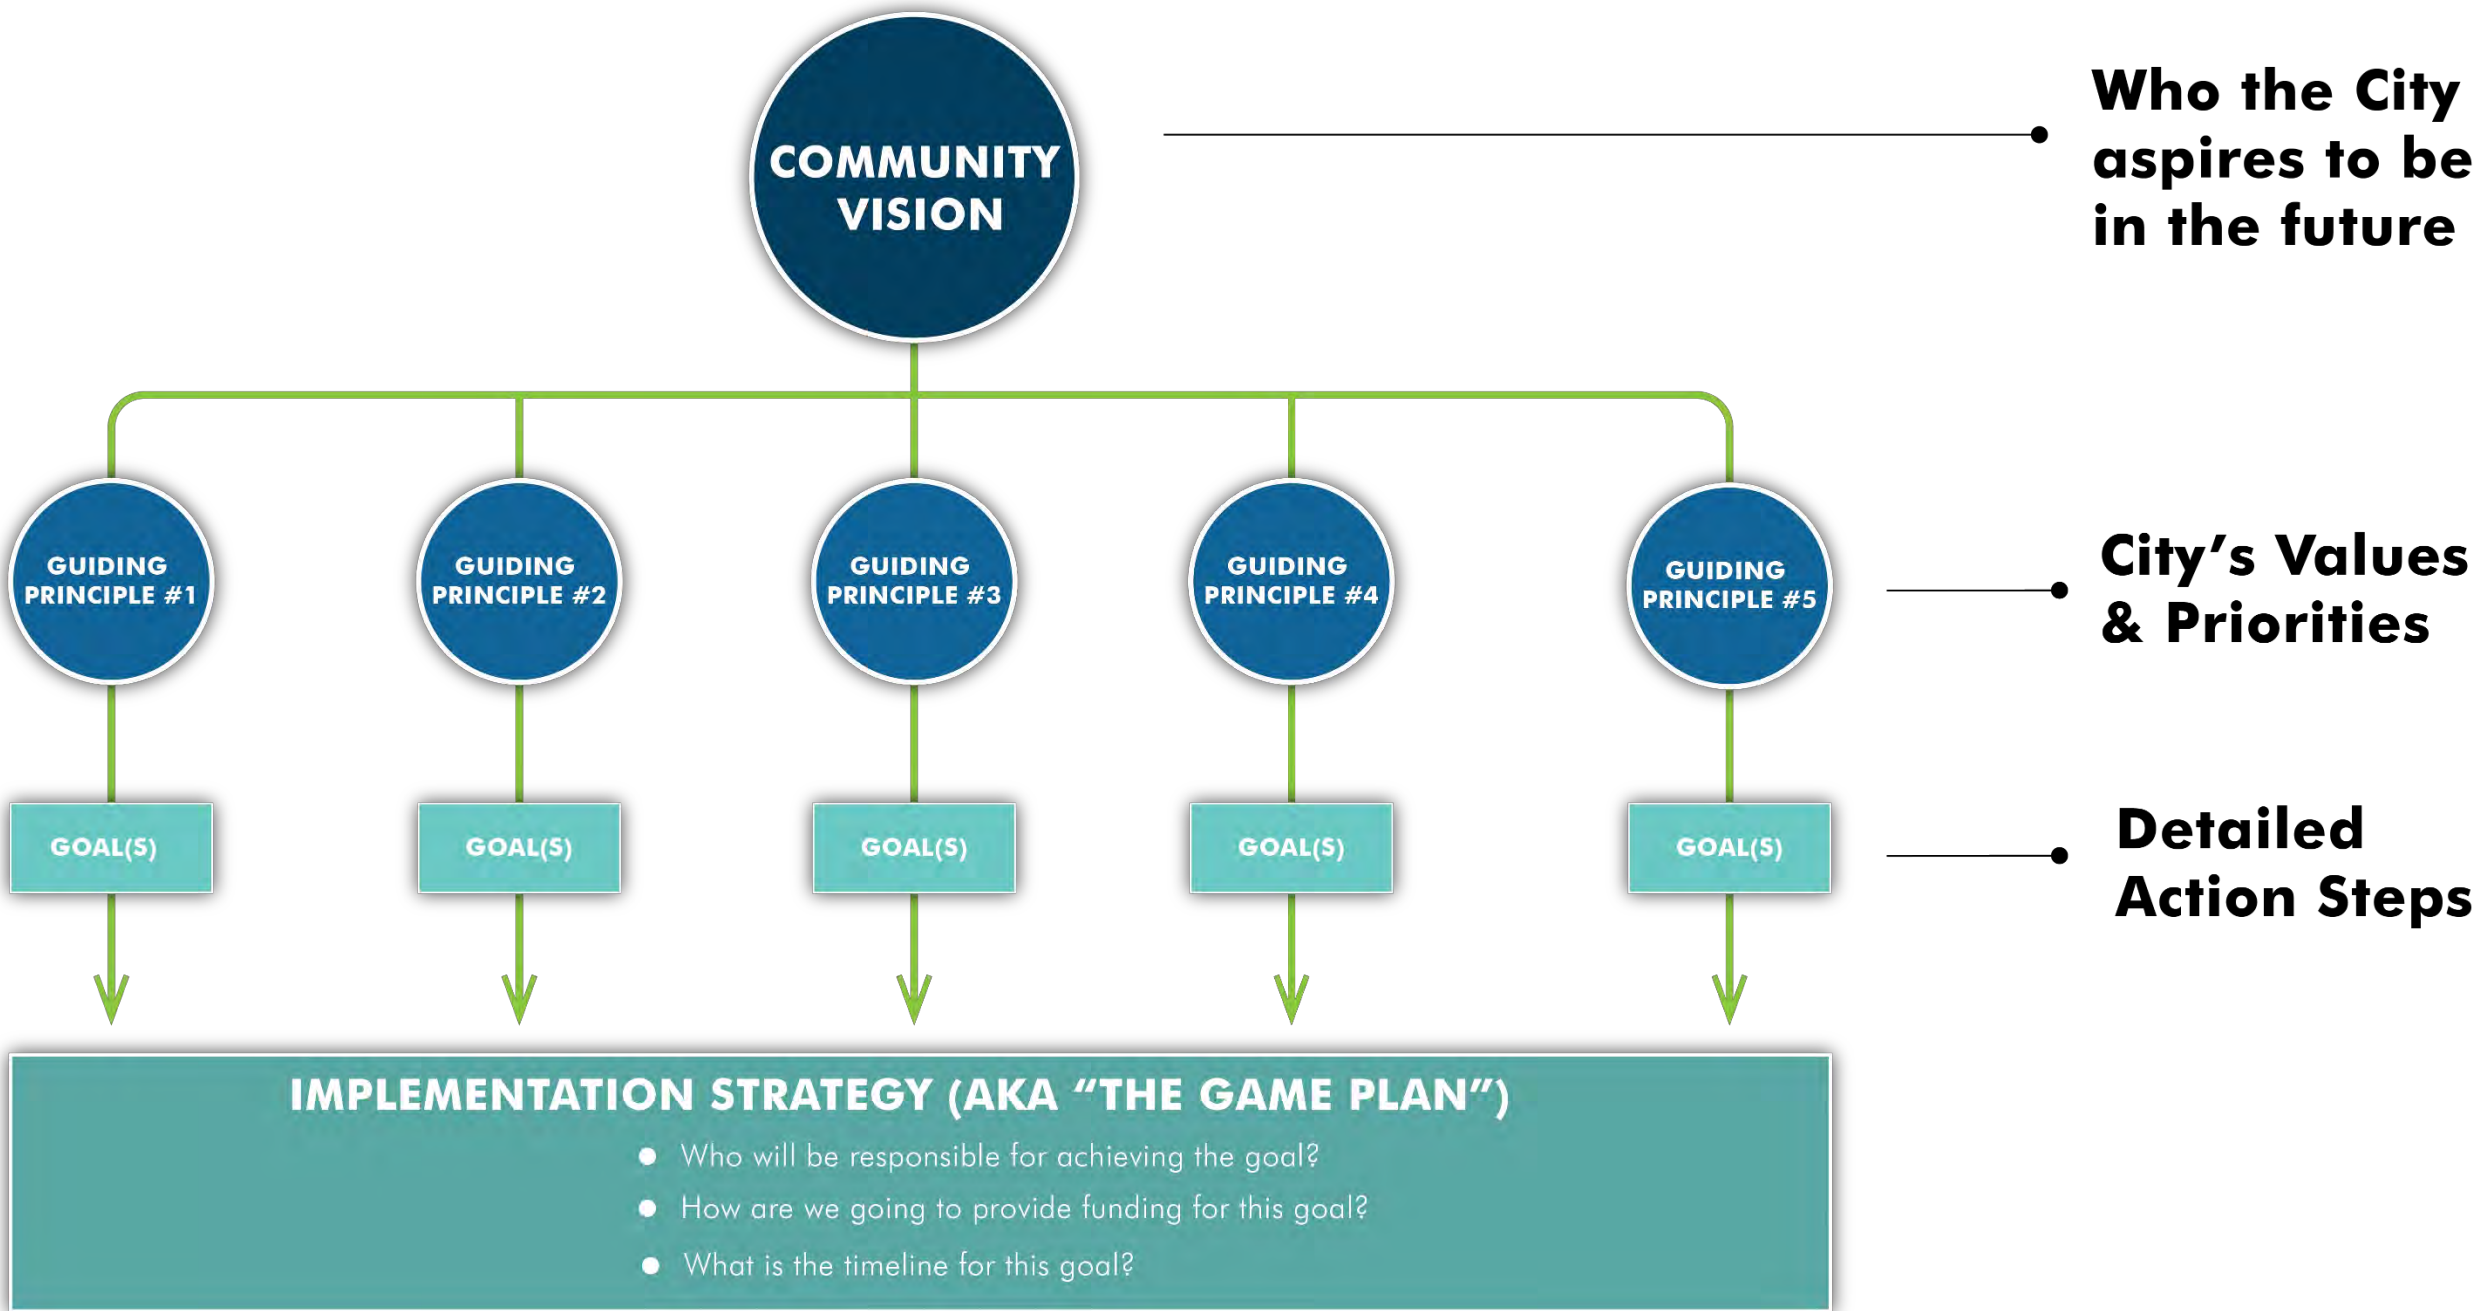 COMMUNITY
VISION
Who the City
aspires to be
in the future
GUIDING
PRINCIPLE #1
GUIDING
PRINCIPLE #2
GUIDING
PRINCIPLE #3
GUIDING
PRINCIPLE #4
GUIDING
PRINCIPLE #5
City’s Values
& Priorities
GOAL(S)
GOAL(S)
GOAL(S)
GOAL(S)
GOAL(S)
Detailed
Action Steps
IMPLEMENTATION STRATEGY (AKA “THE GAME PLAN”)
● Who will be responsible for achieving the goal?
● How are we going to provide funding for this goal?
● What is the timeline for this goal?